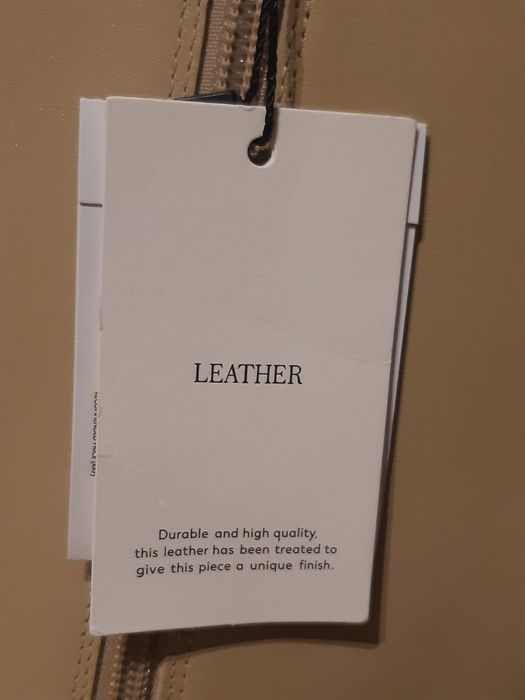 LEATHER
Durable and high quality,
this leather has been treated to
give this piece a unique finish.